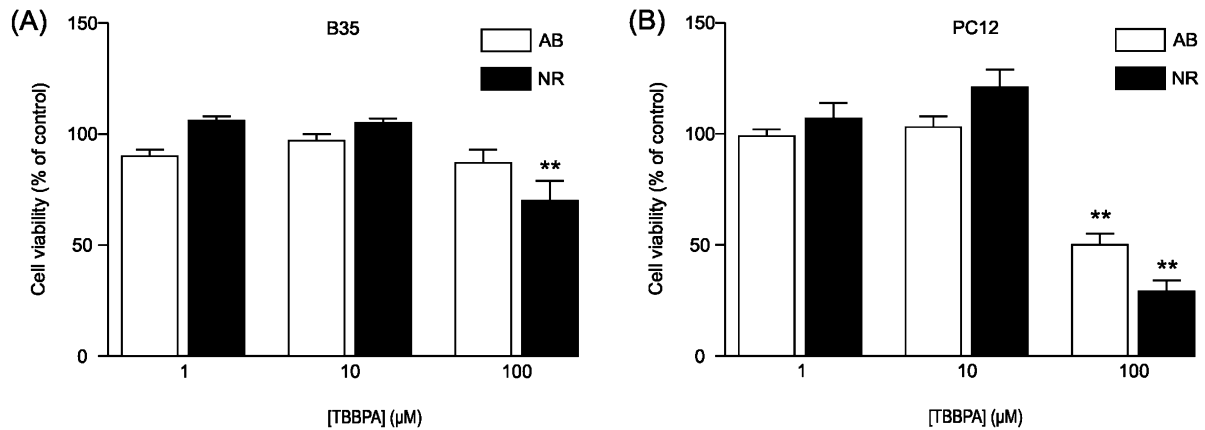 (A)
B35
AB
NR
Cell viability (% of control)
150
100
50
0
**
1 10 100
[TBBPA] (µM)
(B)
PC12
AB
NR
Cell viability (% of control)
150
100
50
0
**
**
1 10 100
[TBBPA] (µM)